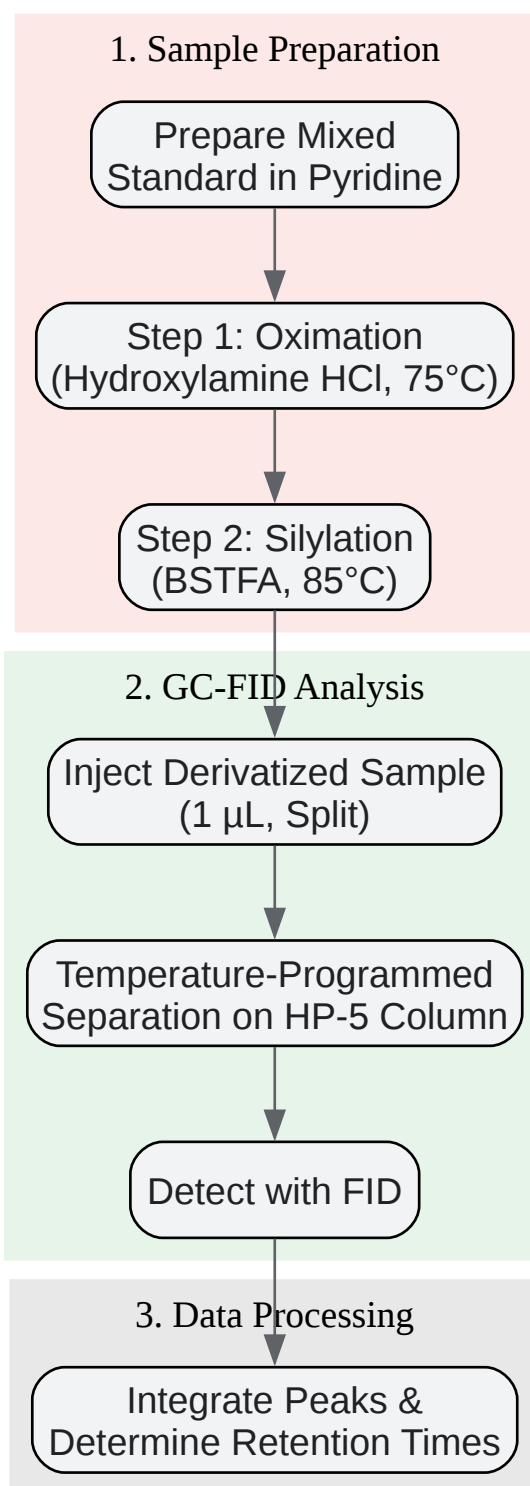 1. Sample Preparation
Prepare Mixed
Standard in Pyridine
Step 1: Oximation
(Hydroxylamine HCl, 75°C)
Step 2: Silylation
(BSTFA, 85°C)
2. GC-FID Analysis
Inject Derivatized Sample
(1 µL, Split)
Temperature-Programmed
Separation on HP-5 Column
Detect with FID
3. Data Processing
Integrate Peaks &
Determine Retention Times